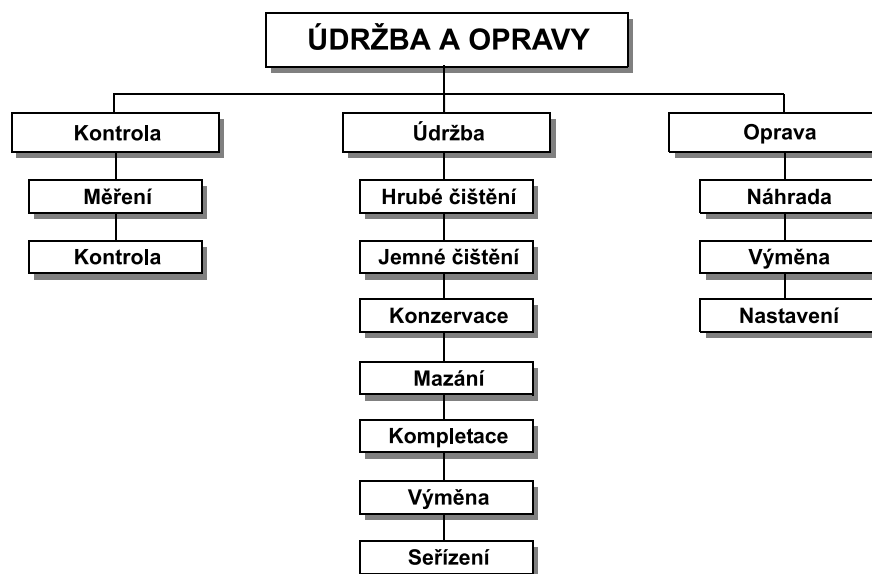 ÚDRŽBA A OPRAVY
Kontrola
Údržba
Oprava
Měření
Hrubé čištění
Náhrada
Kontrola
Jemné čištění
Výměna
Konzervace
Nastavení
Mazání
Kompletace
Výměna
Seřízení